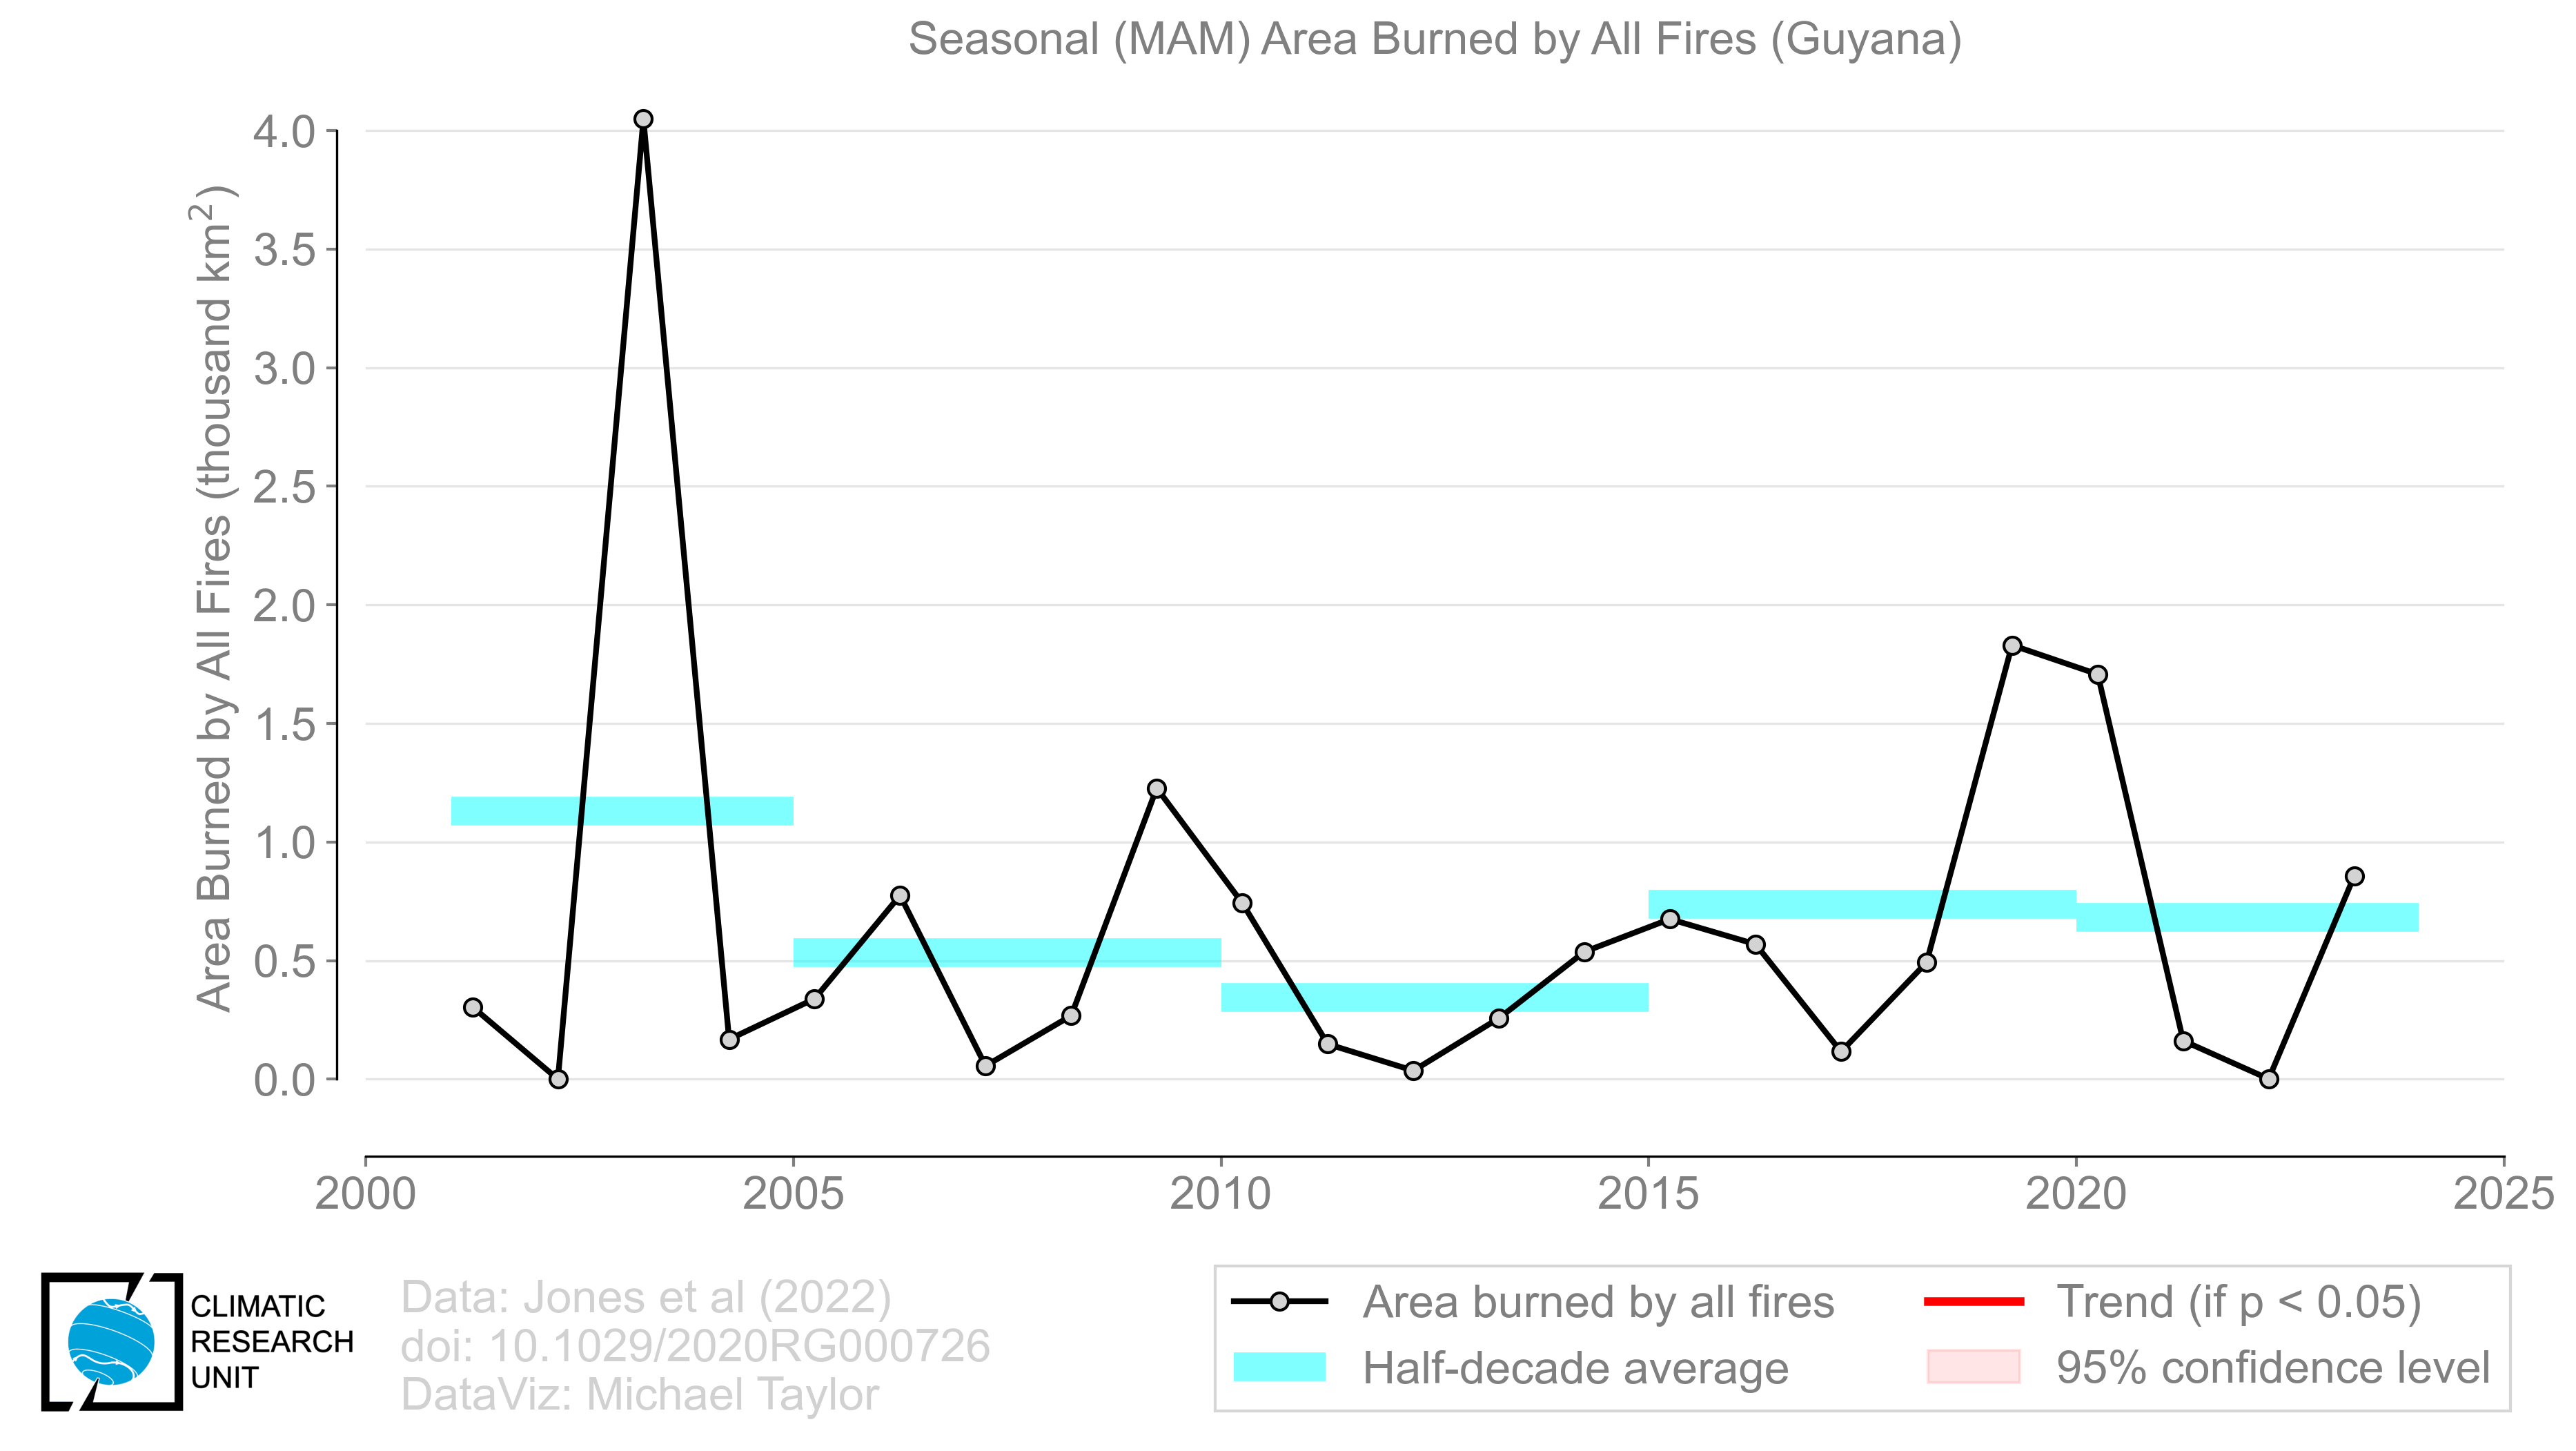 Seasonal (MAM) Area Burned by All Fires (Guyana)
Area Burned by All Fires (thousand km²)
4.0
3.5
3.0
2.5
2.0
1.5
1.0
0.5
0.0
2000 2005 2010 2015 2020 2025
CLIMATIC
RESEARCH
UNIT
Data: Jones et al (2022)
doi: 10.1029/2020RG000726
DataViz: Michael Taylor
Area burned by all fires
Half-decade average
Trend (if p < 0.05)
95% confidence level